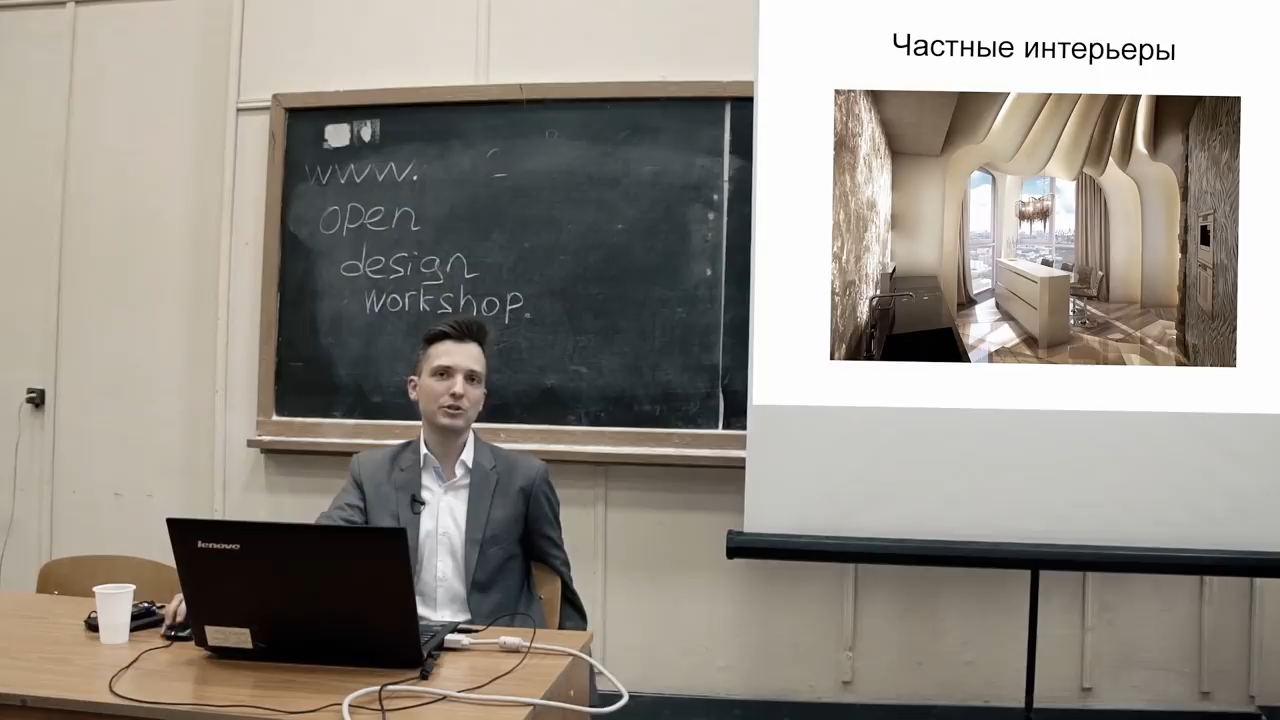 www.
open
design
workshop.
Частные интерьеры
lenovo